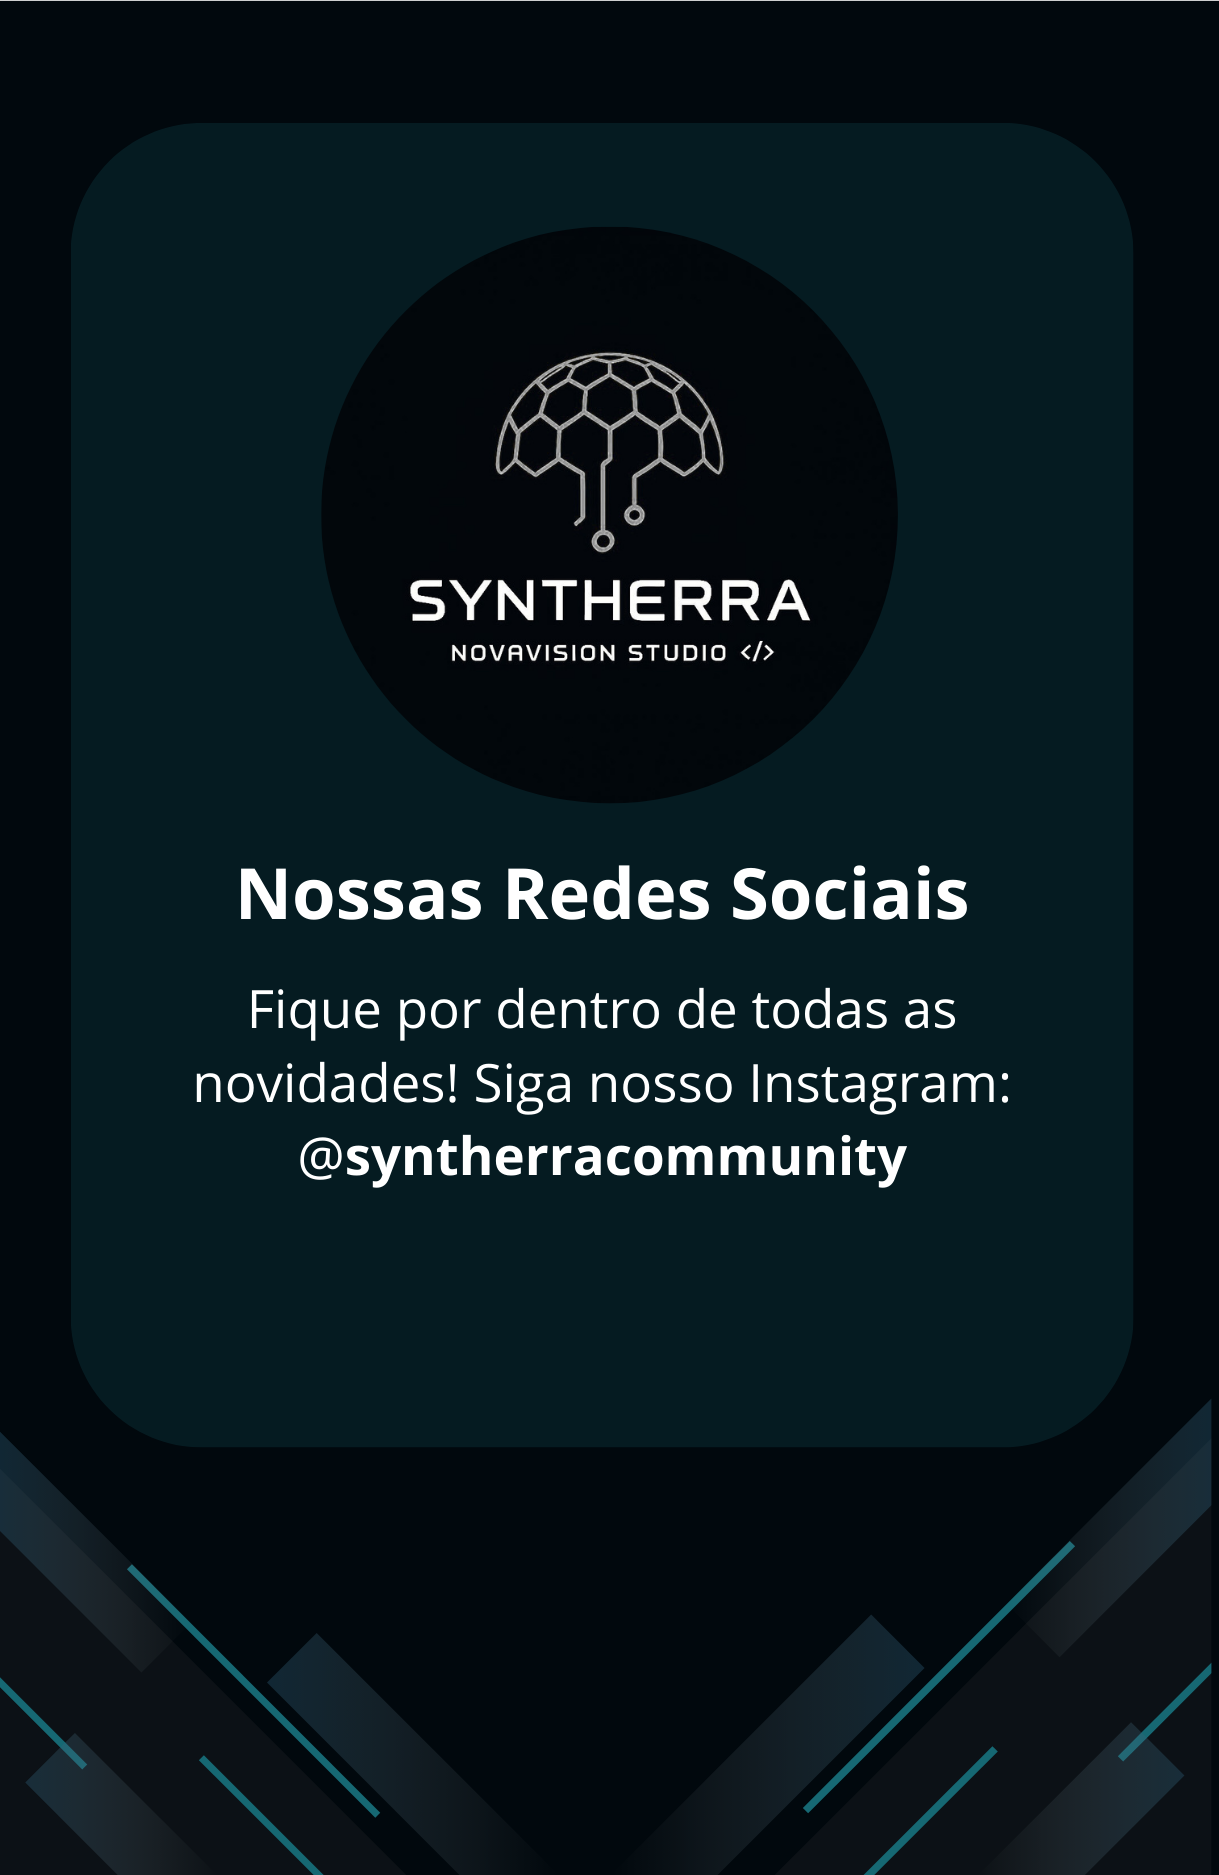 SYNTHERRA
NOVAVISION STUDIO </>
Nossas Redes Sociais
Fique por dentro de todas as
novidades! Siga nosso Instagram:
@syntherracommunity